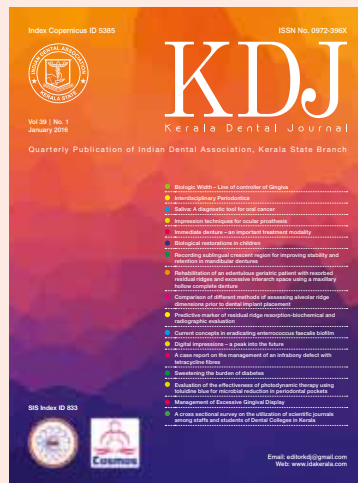 Index Copernicus ID 5385
ISSN No. 0972-396X
INDIAN DENTAL ASSOCIATION
KERALA STATE
KDJ
Kerala Dental Journal
Vol 39 | No. 1
January 2016
Quarterly Publication of Indian Dental Association, Kerala State Branch
Biologic Width – Line of controller of Gingiva
Interdisciplinary Periodontics
Saliva: A diagnostic tool for oral cancer
Impression techniques for ocular prosthesis
Immediate denture – an important treatment modality
Biological restorations in children
Recording sublingual crescent region for improving stability and
retention in mandibular dentures
Rehabilitation of an edentulous geriatric patient with resorbed
residual ridges and excessive interarch space using a maxillary
hollow complete denture
Comparison of different methods of assessing alveolar ridge
dimensions prior to dental implant placement
Predictive marker of residual ridge resorption-biochemical and
radiographic evaluation
Current concepts in eradicating enterrococcus faecalis biofilm
Digital impressions – a peak into the future
A case report on the management of an infrabony defect with
tetracycline fibres
Sweetening the burden of diabetes
Evaluation of the effectiveness of photodynamic therapy using
toluidine blue for microbial reduction in periodontal pockets
Management of Excessive Gingival Display
A cross sectional survey on the utilization of scientific journals
among staffs and students of Dental Colleges in Kerala
SIS Index ID 833
Cosmos
Email: editorkdj@gmail.com
Web: www.idakerala.com